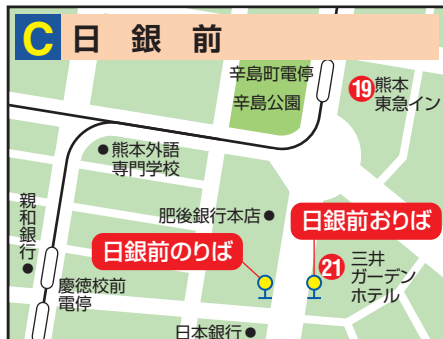 C 日銀前
辛島町電停
辛島公園
19 熊本
東急イン
熊本外語
専門学校
親和銀行
肥後銀行本店
日銀前おりば
日銀前のりば
21 三井
ガーデン
ホテル
慶徳校前
電停
日本銀行